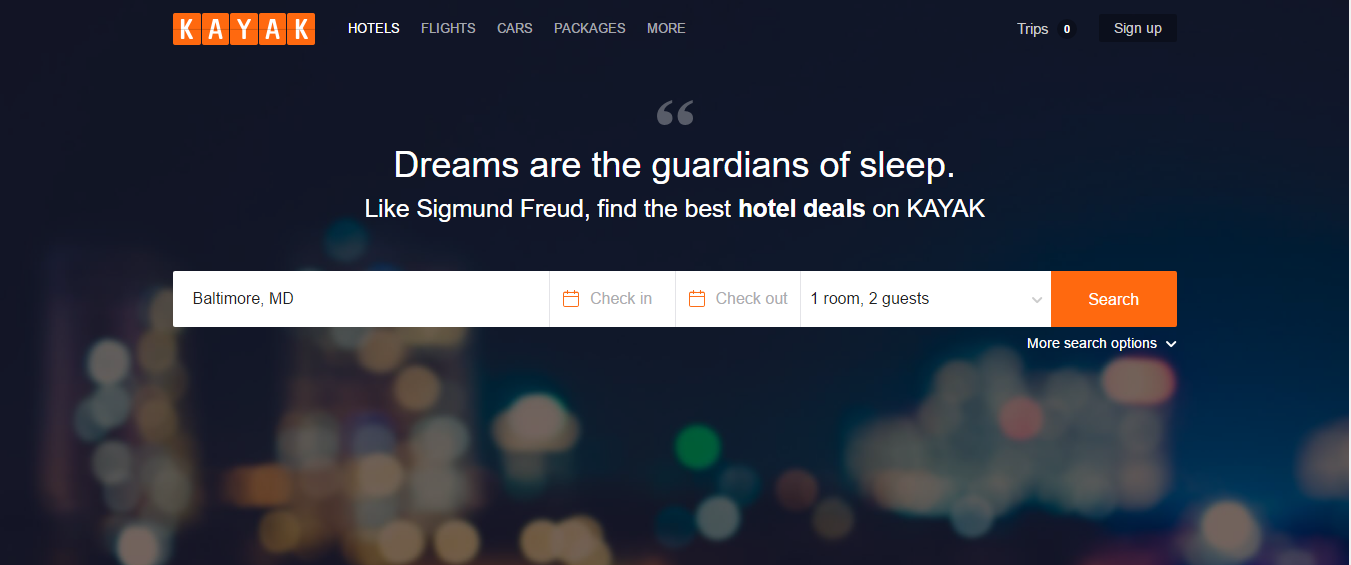 KAYAK HOTELS FLIGHTS CARS PACKAGES MORE Trips 0 Sign up
“
Dreams are the guardians of sleep.
Like Sigmund Freud, find the best hotel deals on KAYAK
Baltimore, MD Check in Check out 1 room, 2 guests Search
More search options